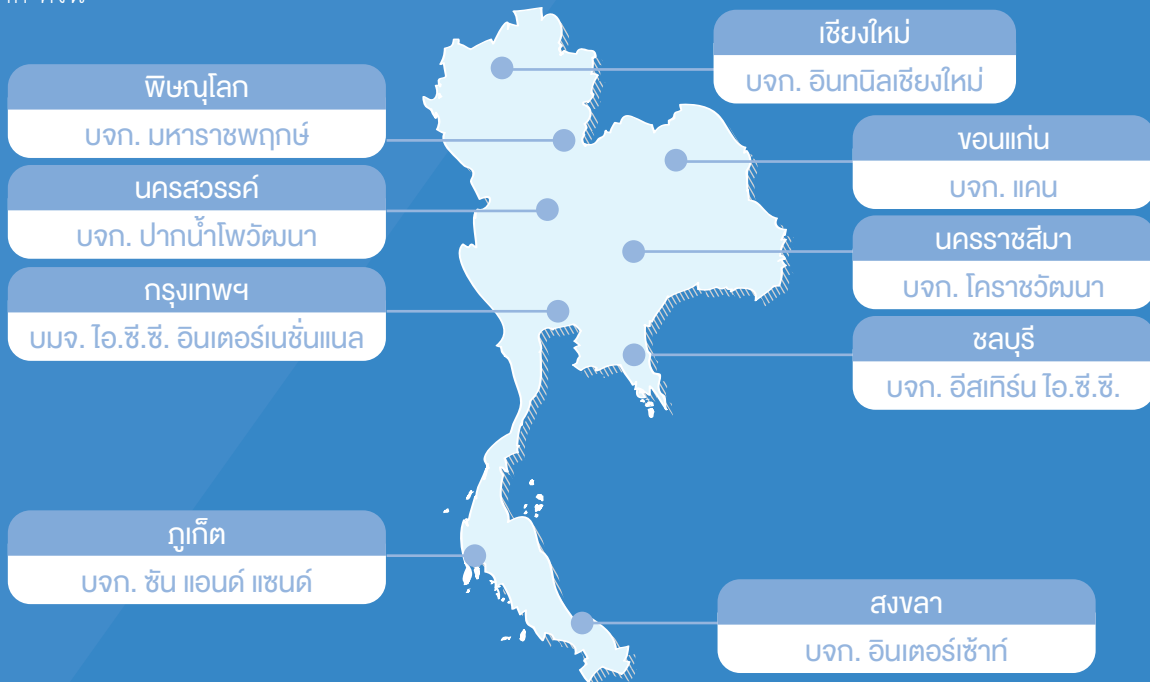 เชียงใหม่
บจก. อินทนิลเชียงใหม่
พิษณุโลก
บจก. มหาราชพฤกษ์
ขอนแก่น
บจก. แคน
นครสวรรค์
บจก. ปากน้ำโพวัฒนา
นครราชสีมา
บจก. โคราชวัฒนา
กรุงเทพฯ
บมจ. ไอ.ซี.ซี. อินเตอร์เนชั่นแนล
ชลบุรี
บจก. อีสเทิร์น ไอ.ซี.ซี.
ภูเก็ต
บจก. ซัน แอนด์ แซนด์
สงขลา
บจก. อินเตอร์เซ้าท์